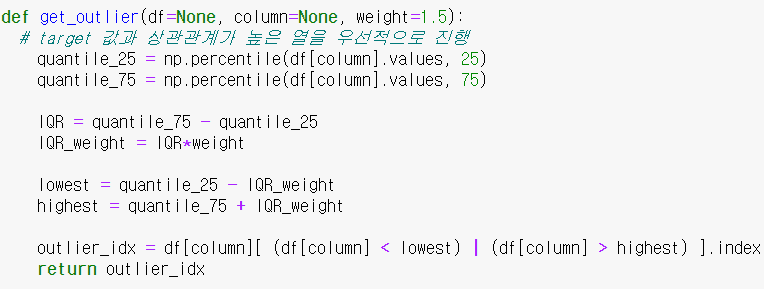 def get_outlier(df=None, column=None, weight=1.5):
  # target 값과 상관관계가 높은 열을 우선적으로 진행
    quantile_25 = np.percentile(df[column].values, 25)
    quantile_75 = np.percentile(df[column].values, 75)

    IQR = quantile_75 - quantile_25
    IQR_weight = IQR*weight

    lowest = quantile_25 - IQR_weight
    highest = quantile_75 + IQR_weight

    outlier_idx = df[column][ (df[column] < lowest) | (df[column] > highest) ].index
    return outlier_idx